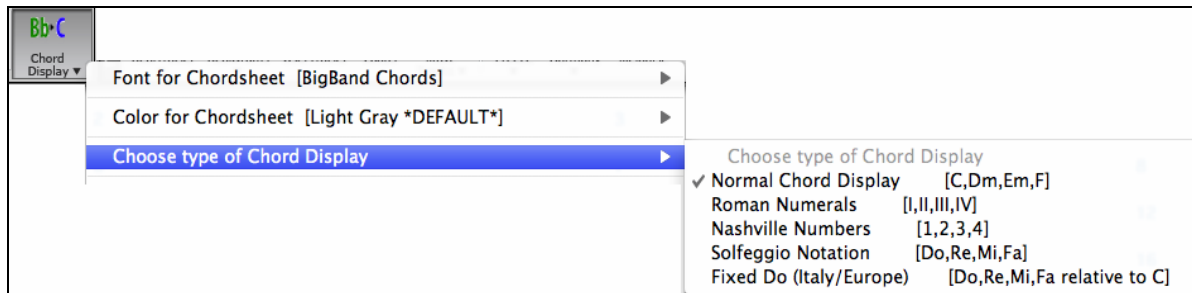 Bb▸C
Chord
Display ▼
Font for Chordsheet [BigBand Chords]
Color for Chordsheet [Light Gray *DEFAULT*]
Choose type of Chord Display
Choose type of Chord Display
✓ Normal Chord Display [C,Dm,Em,F]
Roman Numerals [I,II,III,IV]
Nashville Numbers [1,2,3,4]
Solfeggio Notation [Do,Re,Mi,Fa]
Fixed Do (Italy/Europe) [Do,Re,Mi,Fa relative to C]